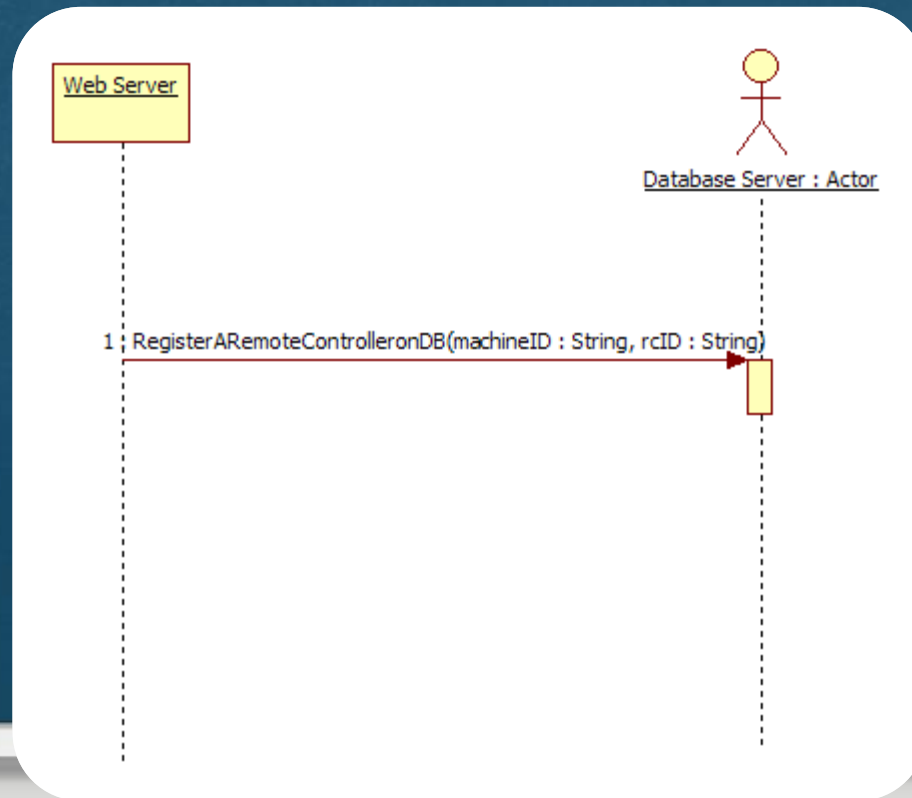 Web Server
Database Server : Actor
1 : RegisterARemoteControlleronDB(machineID : String, rcID : String)